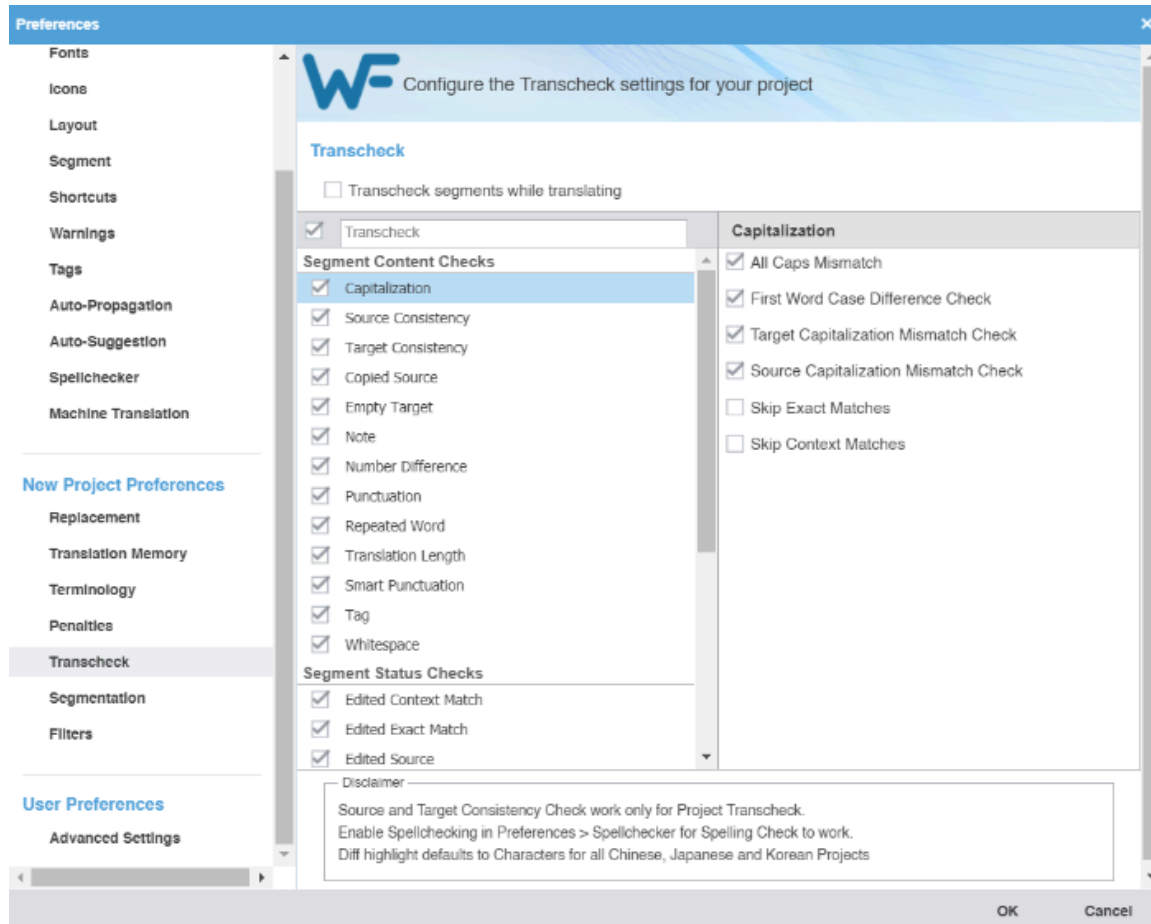 Preferences
Fonts
Icons
Layout
Segment
Shortcuts
Warnings
Tags
Auto-Propagation
Auto-Suggestion
Spellchecker
Machine Translation
New Project Preferences
Replacement
Translation Memory
Terminology
Penalties
Transcheck
Segmentation
Filters
User Preferences
Advanced Settings
WF
Configure the Transcheck settings for your project
Transcheck
Transcheck segments while translating
Transcheck
Segment Content Checks
Capitalization
Source Consistency
Target Consistency
Copied Source
Empty Target
Note
Number Difference
Punctuation
Repeated Word
Translation Length
Smart Punctuation
Tag
Whitespace
Segment Status Checks
Edited Context Match
Edited Exact Match
Edited Source
Capitalization
All Caps Mismatch
First Word Case Difference Check
Target Capitalization Mismatch Check
Source Capitalization Mismatch Check
Skip Exact Matches
Skip Context Matches
Disclaimer
Source and Target Consistency Check work only for Project Transcheck.
Enable Spellchecking in Preferences > Spellchecker for Spelling Check to work.
Diff highlight defaults to Characters for all Chinese, Japanese and Korean Projects
OK
Cancel